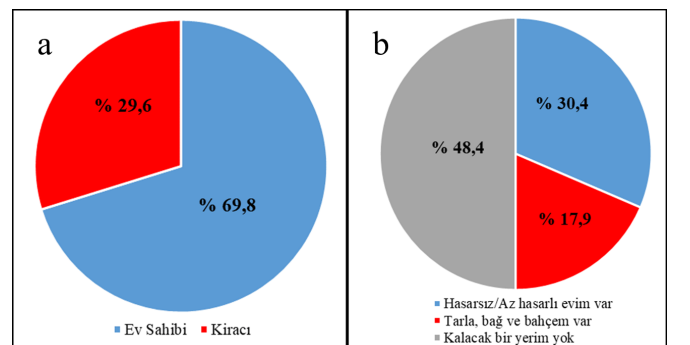 a
% 29,6
% 69,8
Ev Sahibi Kiracı
b
% 30,4
% 48,4
% 17,9
Hasarsız/Az hasarlı evim var
Tarla, bağ ve bahçem var
Kalacak bir yerim yok